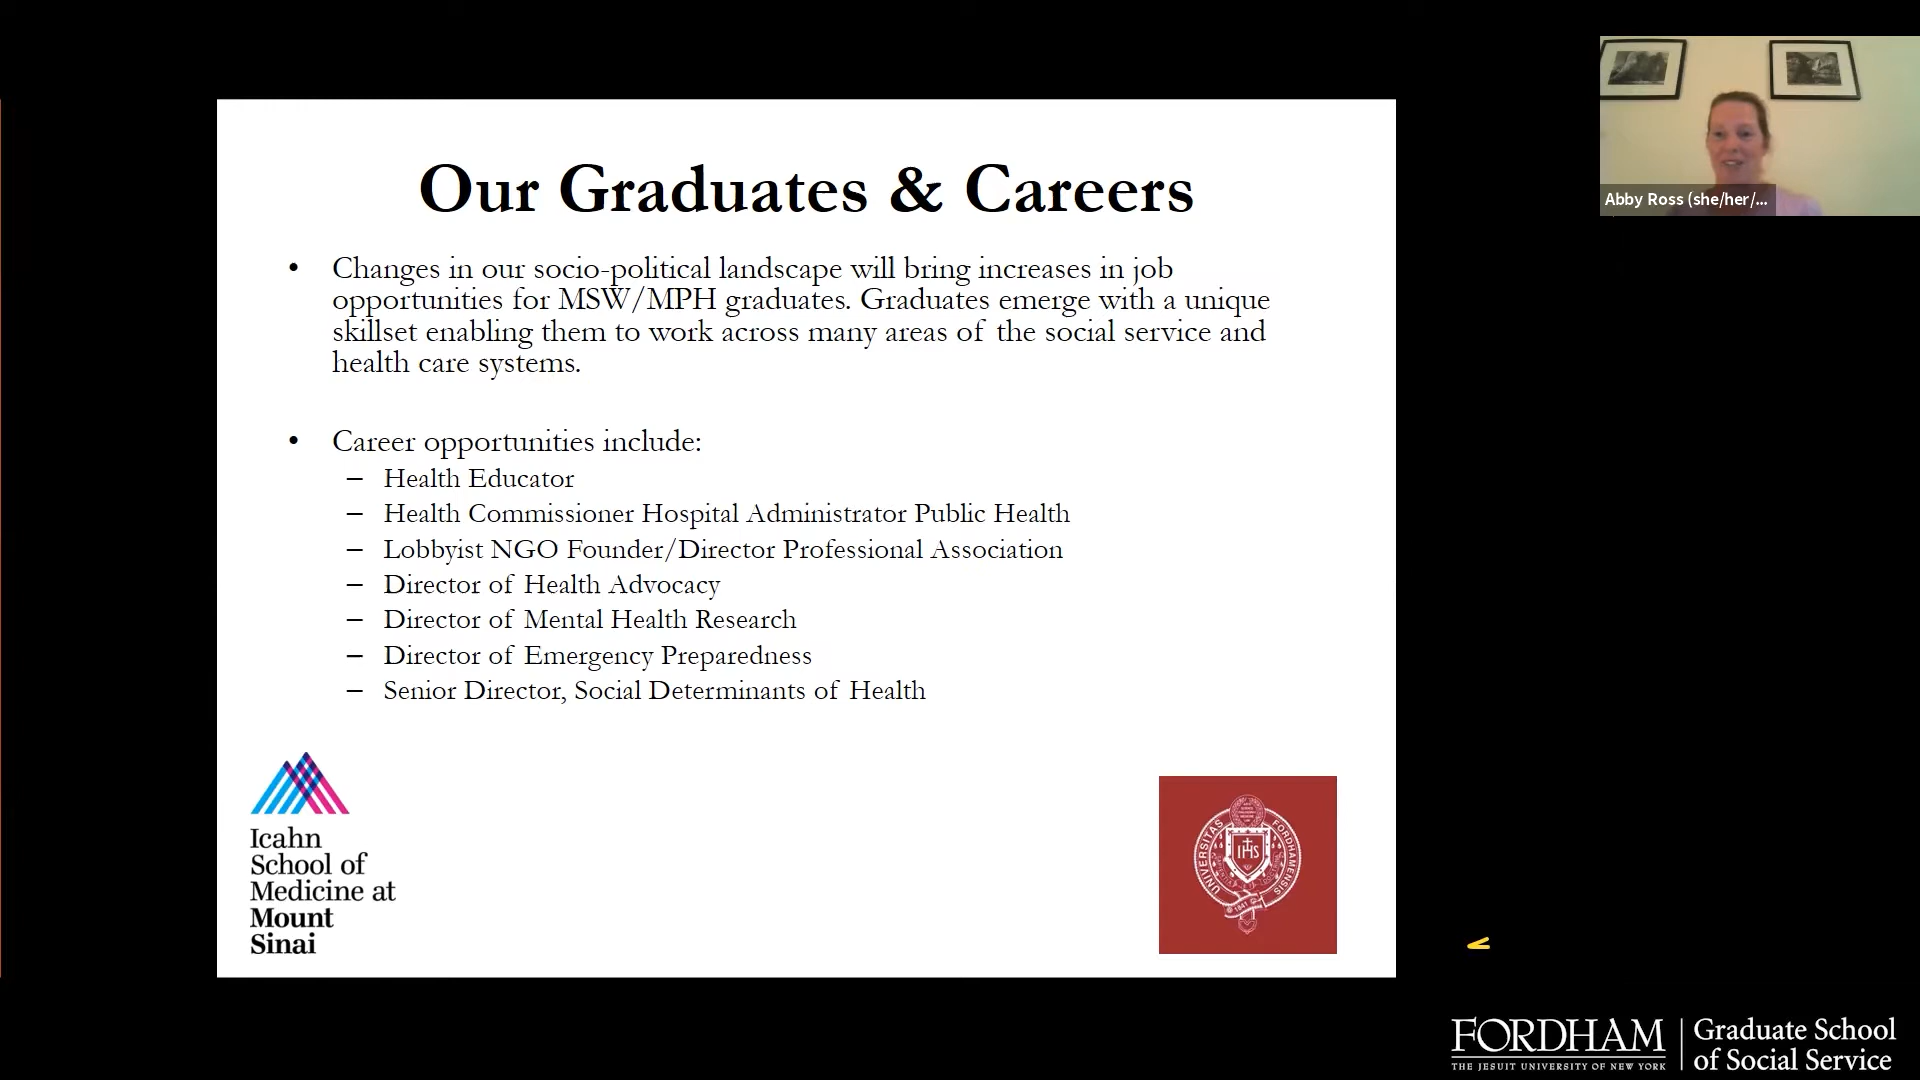 Our Graduates & Careers
• Changes in our socio-political landscape will bring increases in job
opportunities for MSW/MPH graduates. Graduates emerge with a unique
skillset enabling them to work across many areas of the social service and
health care systems.
• Career opportunities include:
– Health Educator
– Health Commissioner Hospital Administrator Public Health
– Lobbyist NGO Founder/Director Professional Association
– Director of Health Advocacy
– Director of Mental Health Research
– Director of Emergency Preparedness
– Senior Director, Social Determinants of Health
Icahn
School of
Medicine at
Mount
Sinai
UNIVERSITAS FORDHAMENSIS
IHS
1841
Abby Ross (she/her/...
FORDHAM
THE JESUIT UNIVERSITY OF NEW YORK
Graduate School
of Social Service